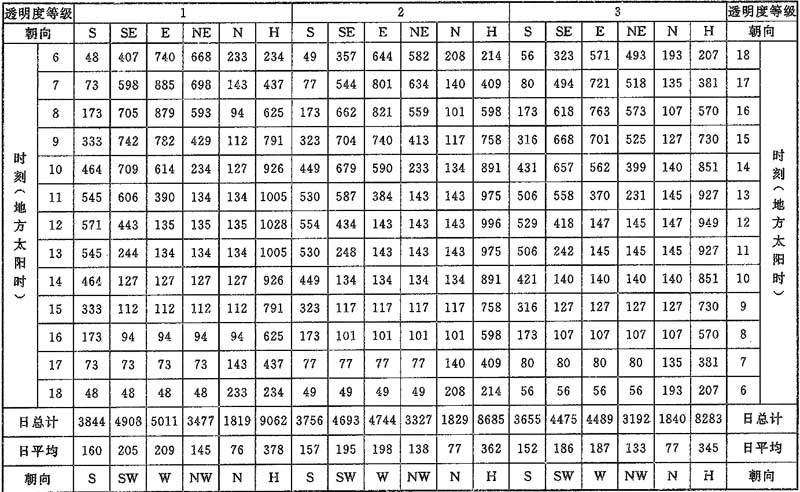 透明度等级 1 2 3 透明度等级
朝向 S SE E NE N H S SE E NE N H S SE E NE N H 朝向
时刻（地方太阳时） 时刻（地方太阳时）
6 48 407 740 668 233 234 49 357 644 582 208 214 56 323 571 493 193 207 18
7 73 598 885 698 143 437 77 544 801 634 140 409 80 494 721 518 135 381 17
8 173 705 879 593 94 625 173 662 821 559 101 598 173 618 763 573 107 570 16
9 333 742 782 429 112 791 323 704 740 413 117 758 316 668 701 525 127 730 15
10 464 709 614 234 127 926 449 679 590 233 134 891 431 657 562 399 140 851 14
11 545 606 390 134 134 1005 530 587 384 143 143 975 506 558 370 231 145 927 13
12 571 443 135 135 135 1028 554 434 143 143 143 996 529 418 147 145 147 949 12
13 545 244 134 134 134 1005 530 248 143 143 143 975 506 242 145 145 145 927 11
14 464 127 127 127 127 926 449 134 134 134 134 891 421 140 140 140 140 851 10
15 333 112 112 112 112 791 323 117 117 117 117 758 316 127 127 127 127 730 9
16 173 94 94 94 94 625 173 101 101 101 101 598 173 107 107 107 107 570 8
17 73 73 73 73 143 437 77 77 77 77 140 409 80 80 80 80 135 381 7
18 48 48 48 48 233 234 49 49 49 49 208 214 56 56 56 56 193 207 6
日总计 3844 4908 5011 3477 1819 9062 3756 4693 4744 3327 1829 8685 3655 4475 4489 3192 1840 8283 日总计
日平均 160 205 209 145 76 378 157 195 198 138 77 362 152 186 187 133 77 345 日平均
朝向 S SW W NW N H S SW W NW N H S SW W NW N H 朝向